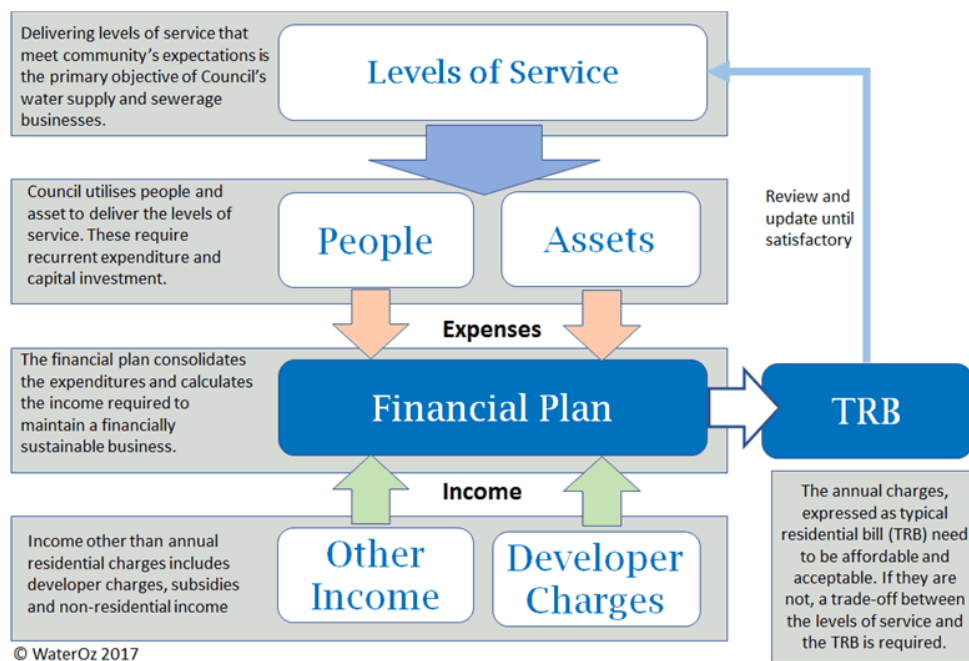 Delivering levels of service that
meet community's expectations is
the primary objective of Council's
water supply and sewerage
businesses.
Levels of Service
Council utilises people and
asset to deliver the levels of
service. These require
recurrent expenditure and
capital investment.
People
Assets
Review and
update until
satisfactory
Expenses
The financial plan consolidates
the expenditures and calculates
the income required to
maintain a financially
sustainable business.
Financial Plan
TRB
Income
Income other than annual
residential charges includes
developer charges, subsidies
and non-residential income
Other
Income
Developer
Charges
The annual charges,
expressed as typical
residential bill (TRB) need
to be affordable and
acceptable. If they are
not, a trade-off between
the levels of service and
the TRB is required.
© WaterOz 2017